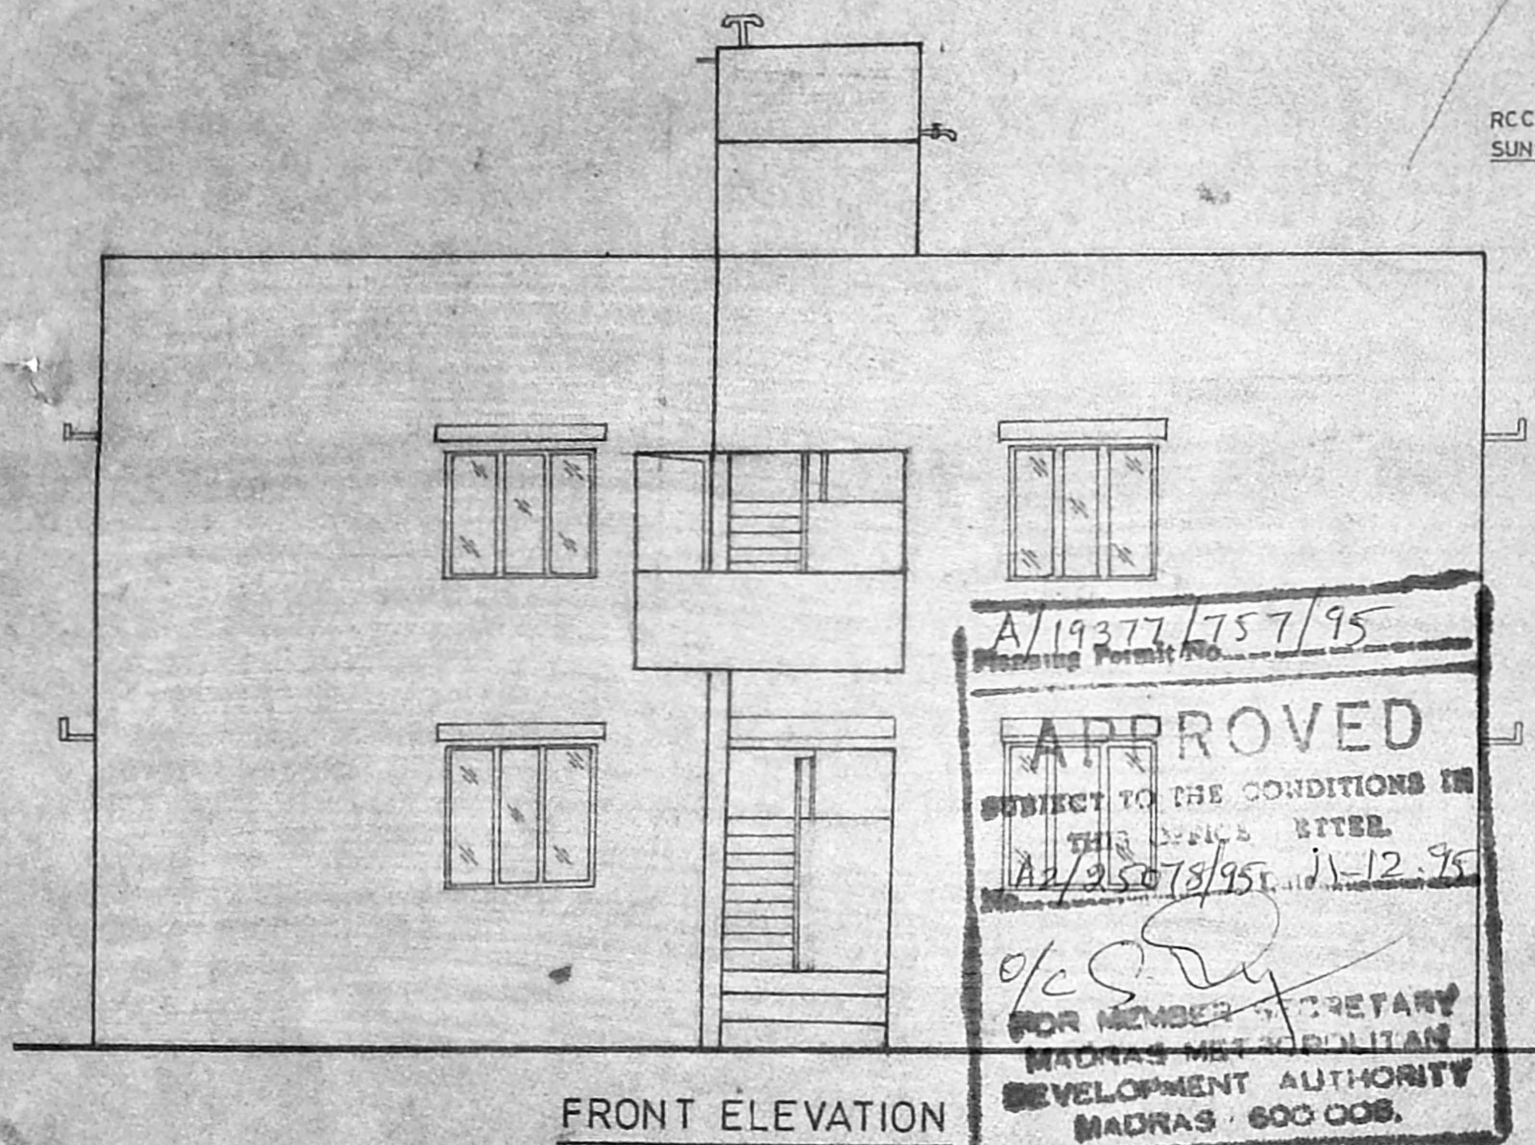 RCC
SUN
A/19377/757/95
Planning Permit No
APPROVED
SUBJECT TO THE CONDITIONS IN
THIS OFFICE LETTER
No. A2/25078/95 Dated 11-12-95
O/C
FOR MEMBER SECRETARY
MADRAS METROPOLITAN
DEVELOPMENT AUTHORITY
MADRAS 600 008.
FRONT ELEVATION